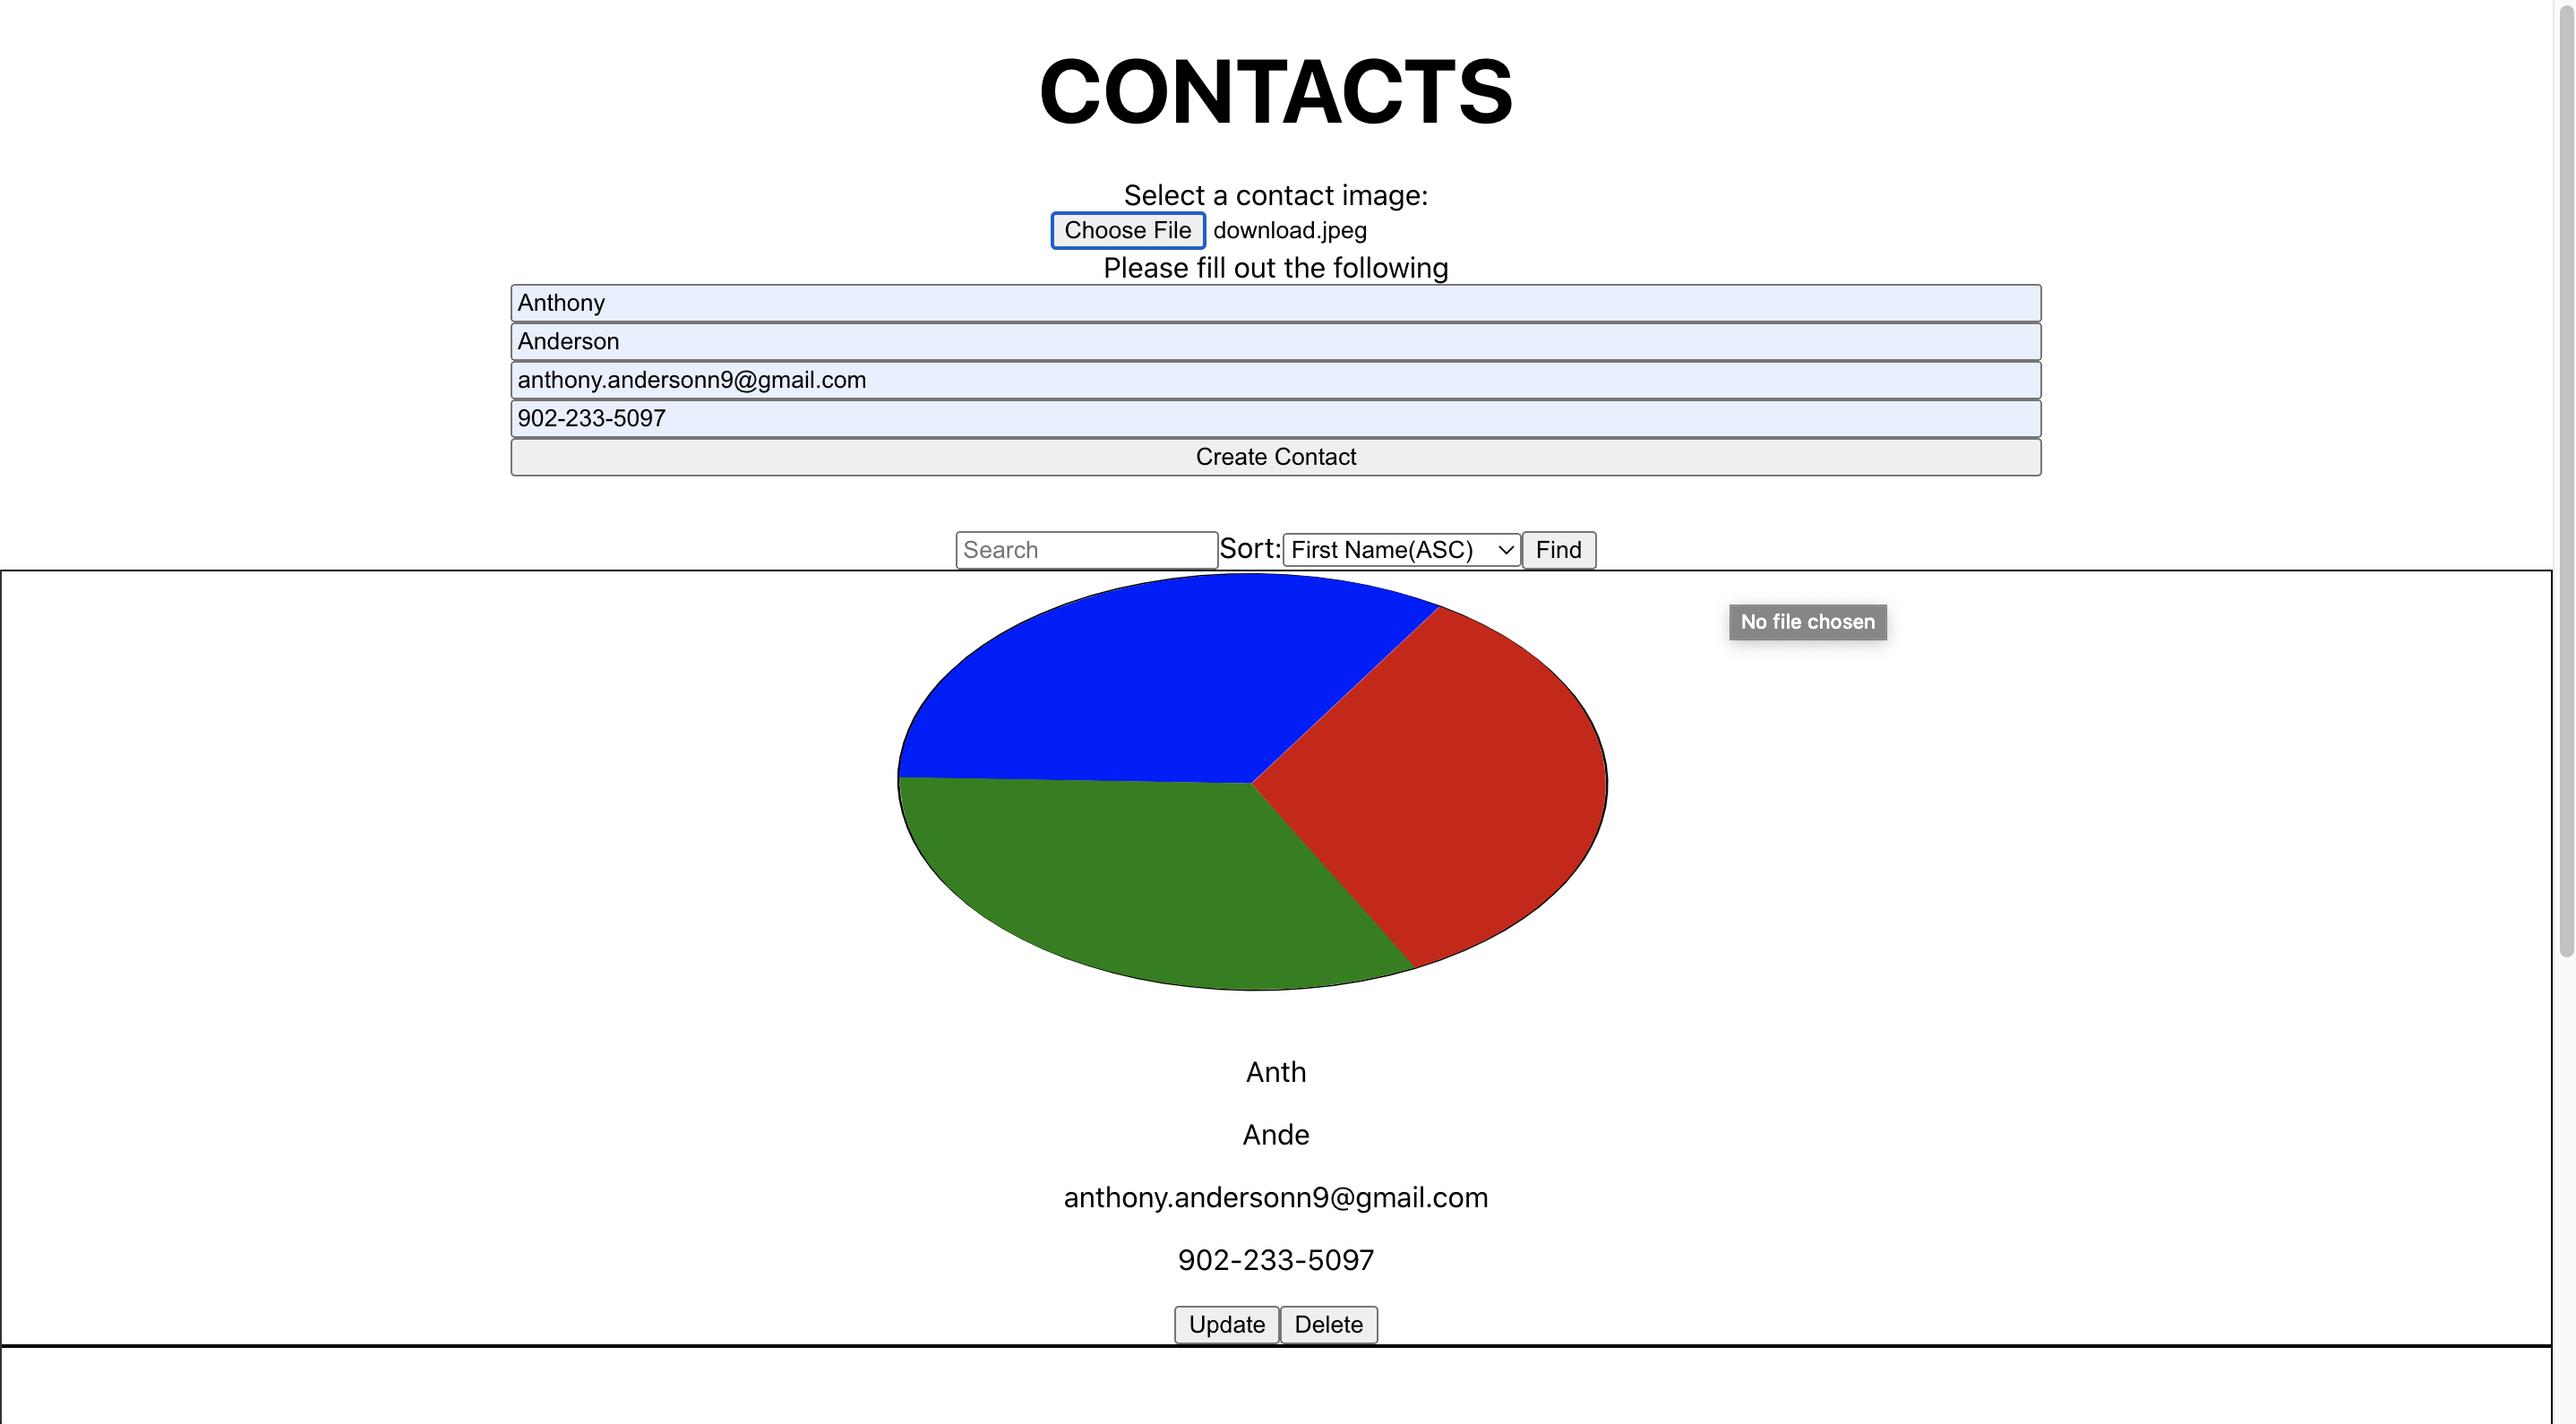 CONTACTS
Select a contact image:
Choose File download.jpeg
Please fill out the following
Anthony
Anderson
anthony.andersonn9@gmail.com
902-233-5097
Create Contact
Search Sort: First Name(ASC) Find
No file chosen
Anth
Ande
anthony.andersonn9@gmail.com
902-233-5097
Update Delete